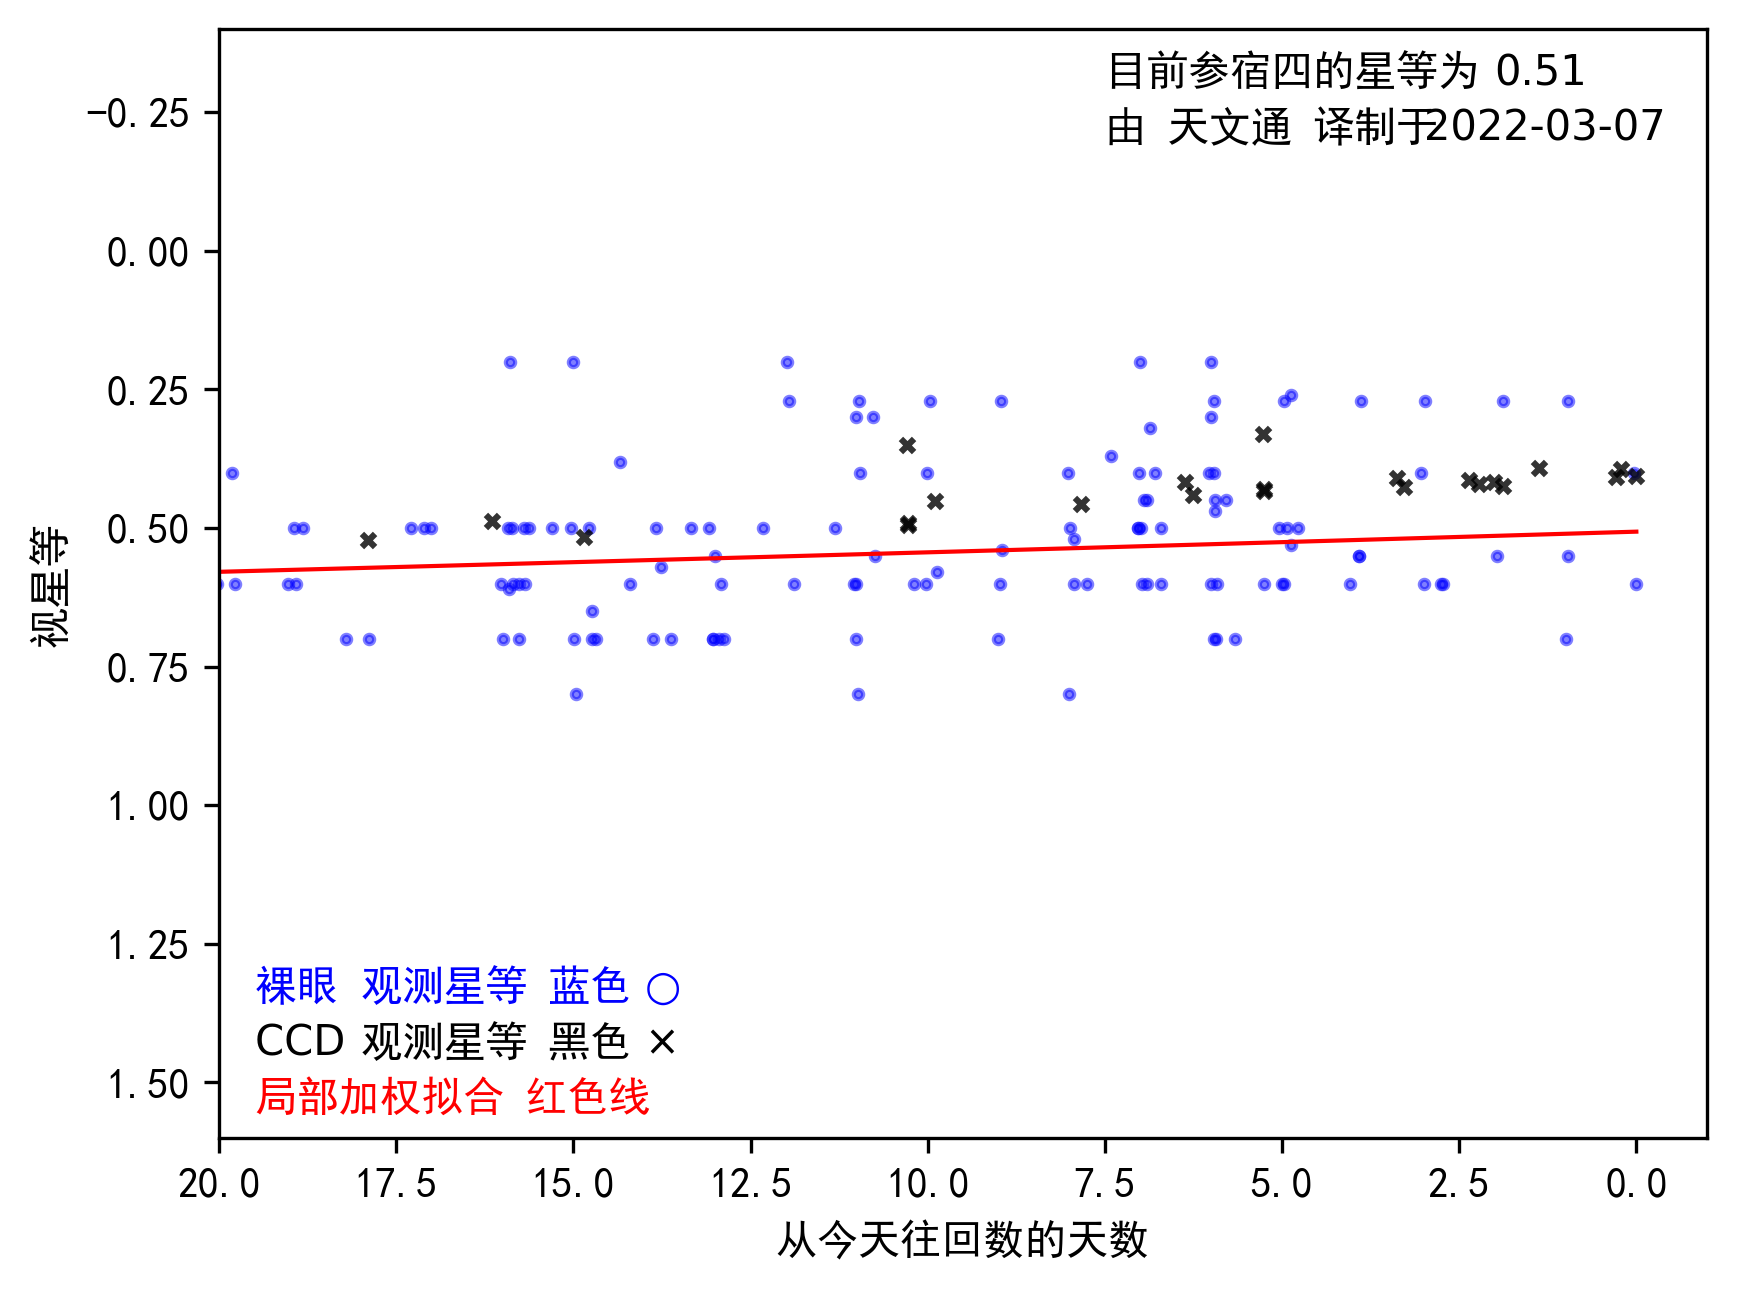 目前参宿四的星等为 0.51
由 天文通 译制于2022-03-07
-0.25
0.00
0.25
0.50
0.75
1.00
1.25
1.50
视星等
裸眼 观测星等 蓝色 ○
CCD 观测星等 黑色 ×
局部加权拟合 红色线
20.0 17.5 15.0 12.5 10.0 7.5 5.0 2.5 0.0
从今天往回数的天数